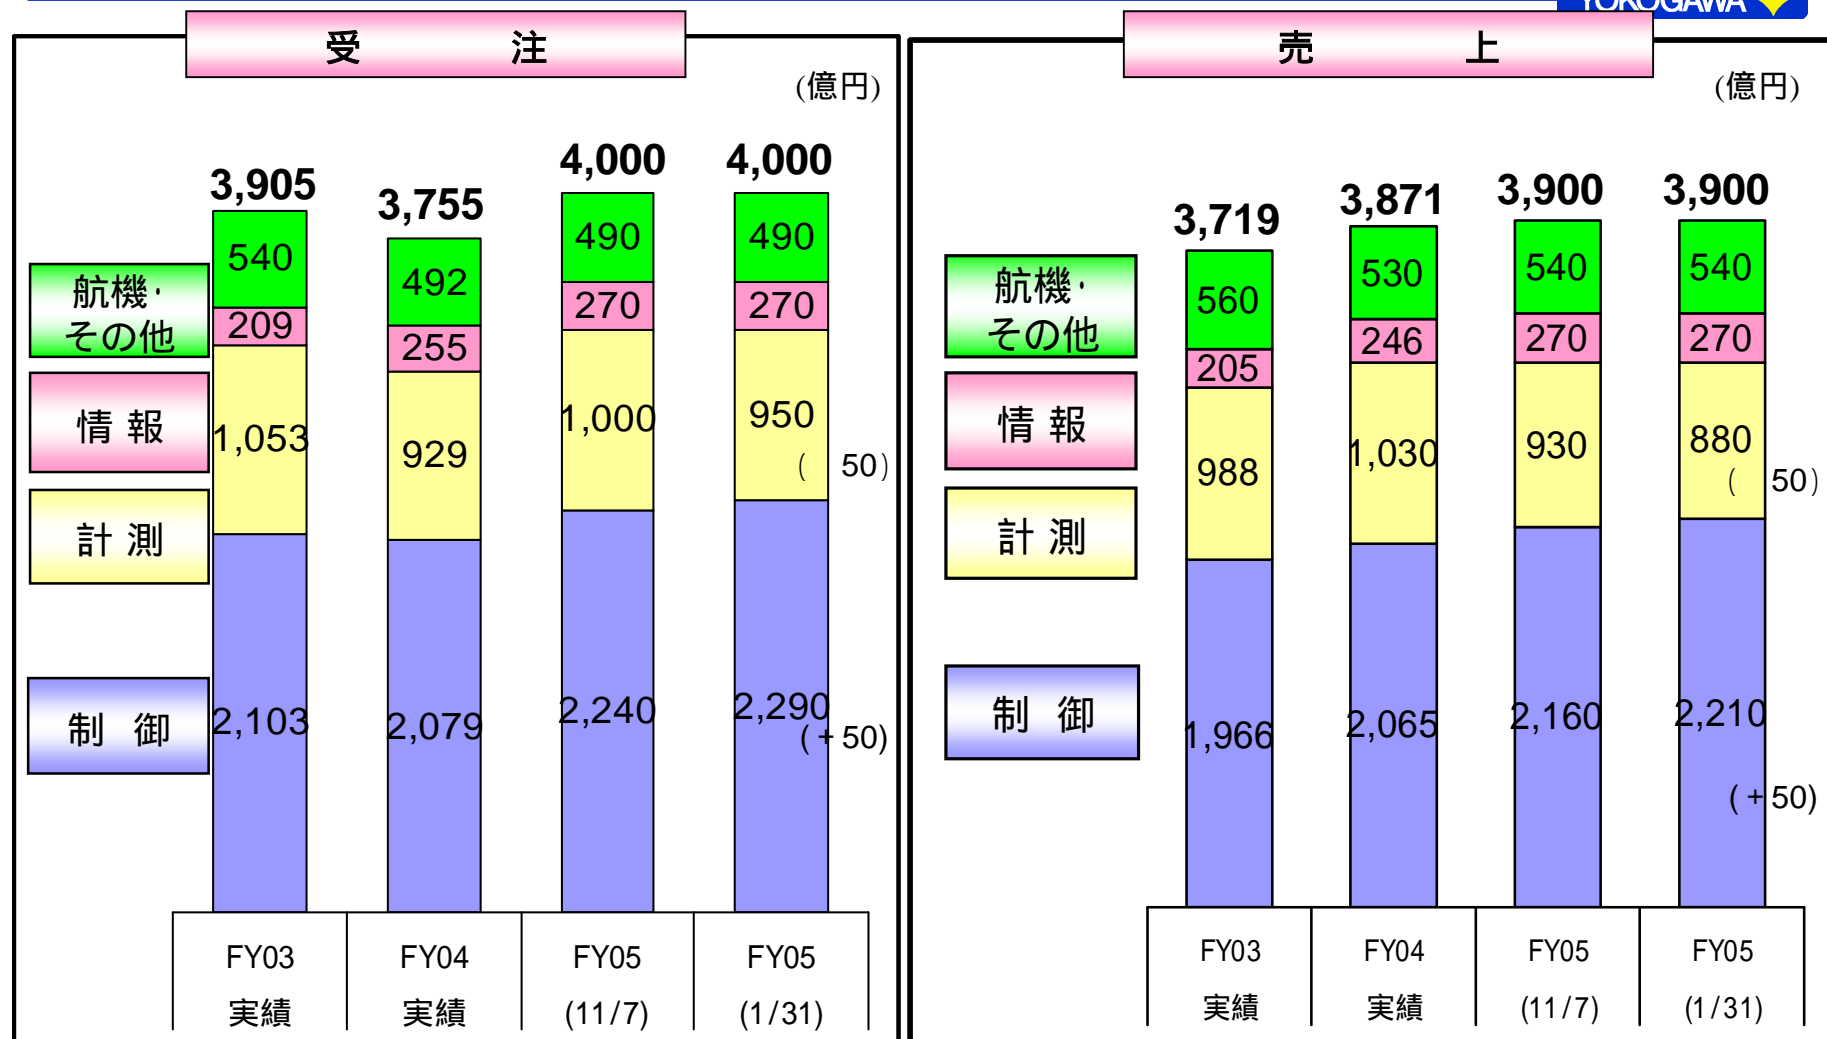 YOKOGAWA
受 注
(億円)
3,905
3,755
4,000
4,000
540
492
490
490
209
255
270
270
1,053
929
1,000
950
( 50)
2,103
2,079
2,240
2,290
(+50)
航機・
その他
情 報
計 測
制 御
FY03
実績
FY04
実績
FY05
(11/7)
FY05
(1/31)
売 上
(億円)
3,719
3,871
3,900
3,900
560
530
540
540
205
246
270
270
988
1,030
930
880
( 50)
1,966
2,065
2,160
2,210
(+50)
航機・
その他
情 報
計 測
制 御
FY03
実績
FY04
実績
FY05
(11/7)
FY05
(1/31)